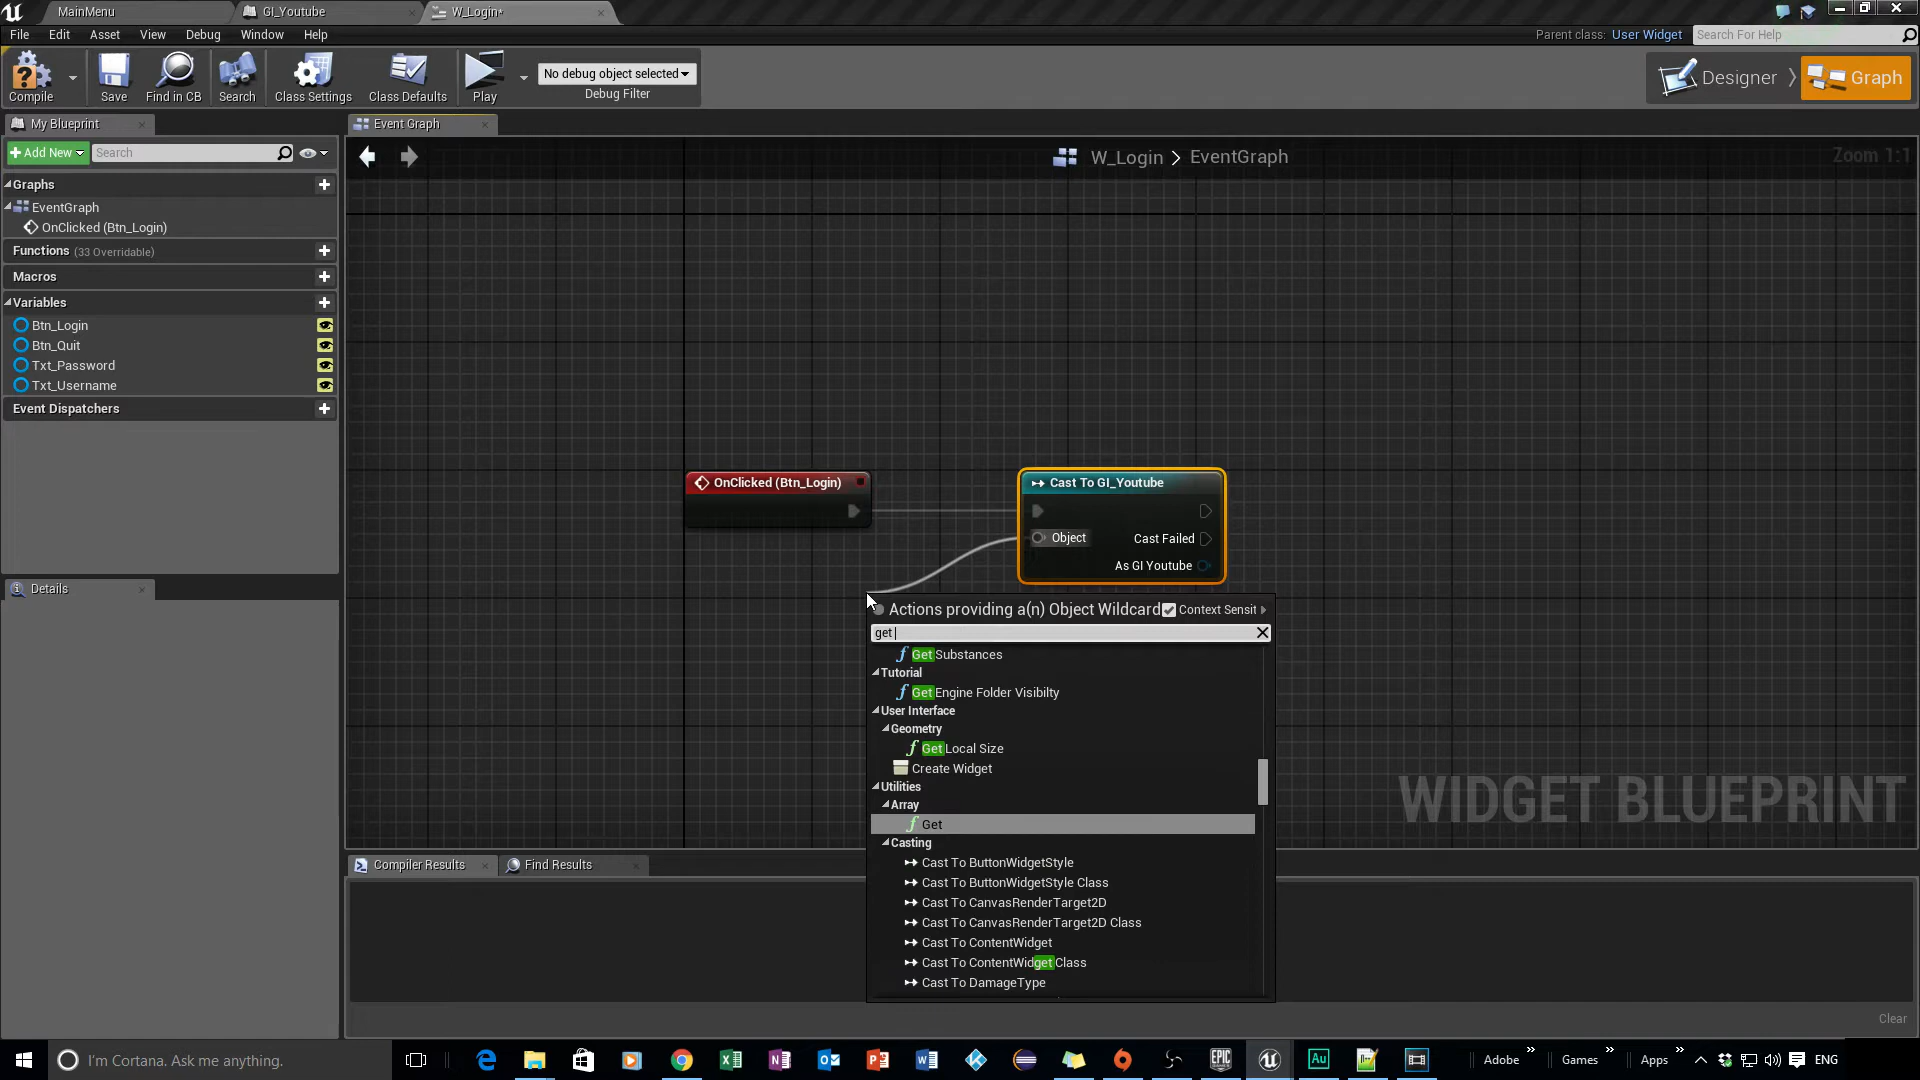 MainMenu
GI_Youtube
W_Login*
File Edit Asset View Debug Window Help
Parent class: User Widget
Search For Help
Compile
Save
Find in CB
Search
Class Settings
Class Defaults
Play
No debug object selected
Debug Filter
Designer
Graph
My Blueprint
Event Graph
Add New
Search
W_Login > EventGraph
Zoom 1:1
Graphs
EventGraph
OnClicked (Btn_Login)
Functions (33 Overridable)
Macros
Variables
Btn_Login
Btn_Quit
Txt_Password
Txt_Username
Event Dispatchers
Details
OnClicked (Btn_Login)
Cast To GI_Youtube
Object
Cast Failed
As GI Youtube
Actions providing a(n) Object Wildcard
Context Sensit
get
Get Substances
Tutorial
Get Engine Folder Visibilty
User Interface
Geometry
Get Local Size
Create Widget
Utilities
Array
Get
Casting
Cast To ButtonWidgetStyle
Cast To ButtonWidgetStyle Class
Cast To CanvasRenderTarget2D
Cast To CanvasRenderTarget2D Class
Cast To ContentWidget
Cast To ContentWidget Class
Cast To DamageType
WIDGET BLUEPRINT
Compiler Results
Find Results
Clear
I'm Cortana. Ask me anything.
EPIC
Au
Adobe
Games
Apps
ENG